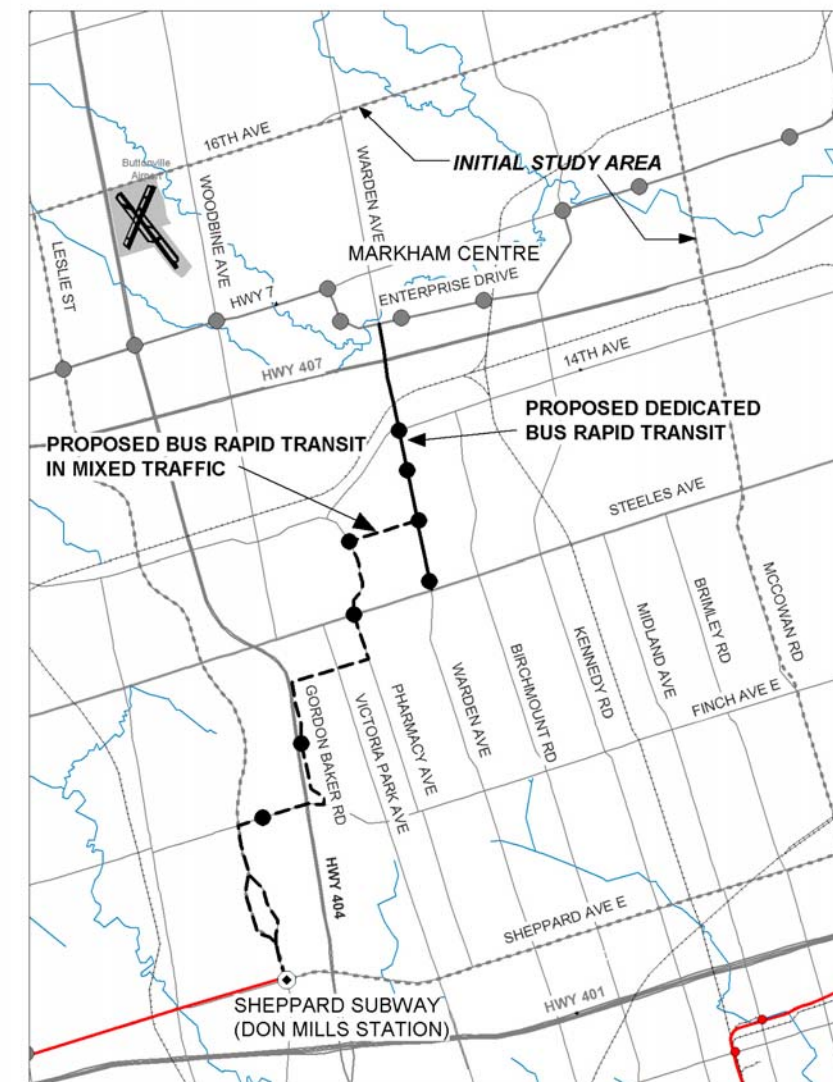 16TH AVE
Buttonville
Airport
INITIAL STUDY AREA
WOODBINE AVE
WARDEN AVE
LESLIE ST
MARKHAM CENTRE
HWY 7
ENTERPRISE DRIVE
HWY 407
14TH AVE
PROPOSED DEDICATED
BUS RAPID TRANSIT
PROPOSED BUS RAPID TRANSIT
IN MIXED TRAFFIC
STEELES AVE
MCCOWAN RD
BRIMLEY RD
MIDLAND AVE
KENNEDY RD
BIRCHMOUNT RD
WARDEN AVE
PHARMACY AVE
VICTORIA PARK AVE
GORDON BAKER RD
FINCH AVE E
HWY 404
SHEPPARD AVE E
HWY 401
SHEPPARD SUBWAY
(DON MILLS STATION)